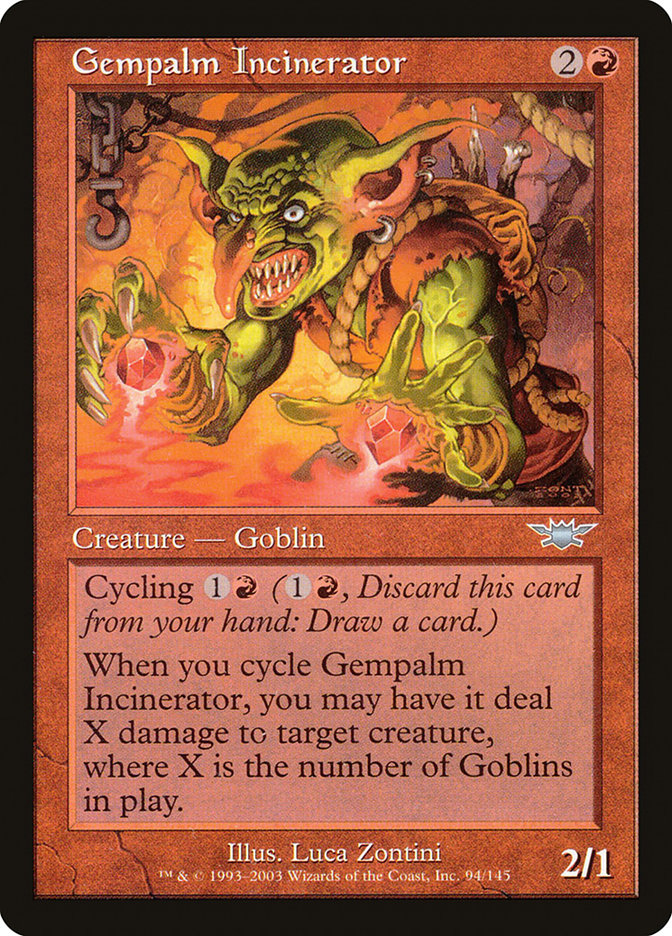 Gempalm Incinerator 2
Creature — Goblin
Cycling 1 (1, Discard this card
from your hand: Draw a card.)
When you cycle Gempalm
Incinerator, you may have it deal
X damage to target creature,
where X is the number of Goblins
in play.
Illus. Luca Zontini
™ & © 1993–2003 Wizards of the Coast, Inc. 94/145
2/1